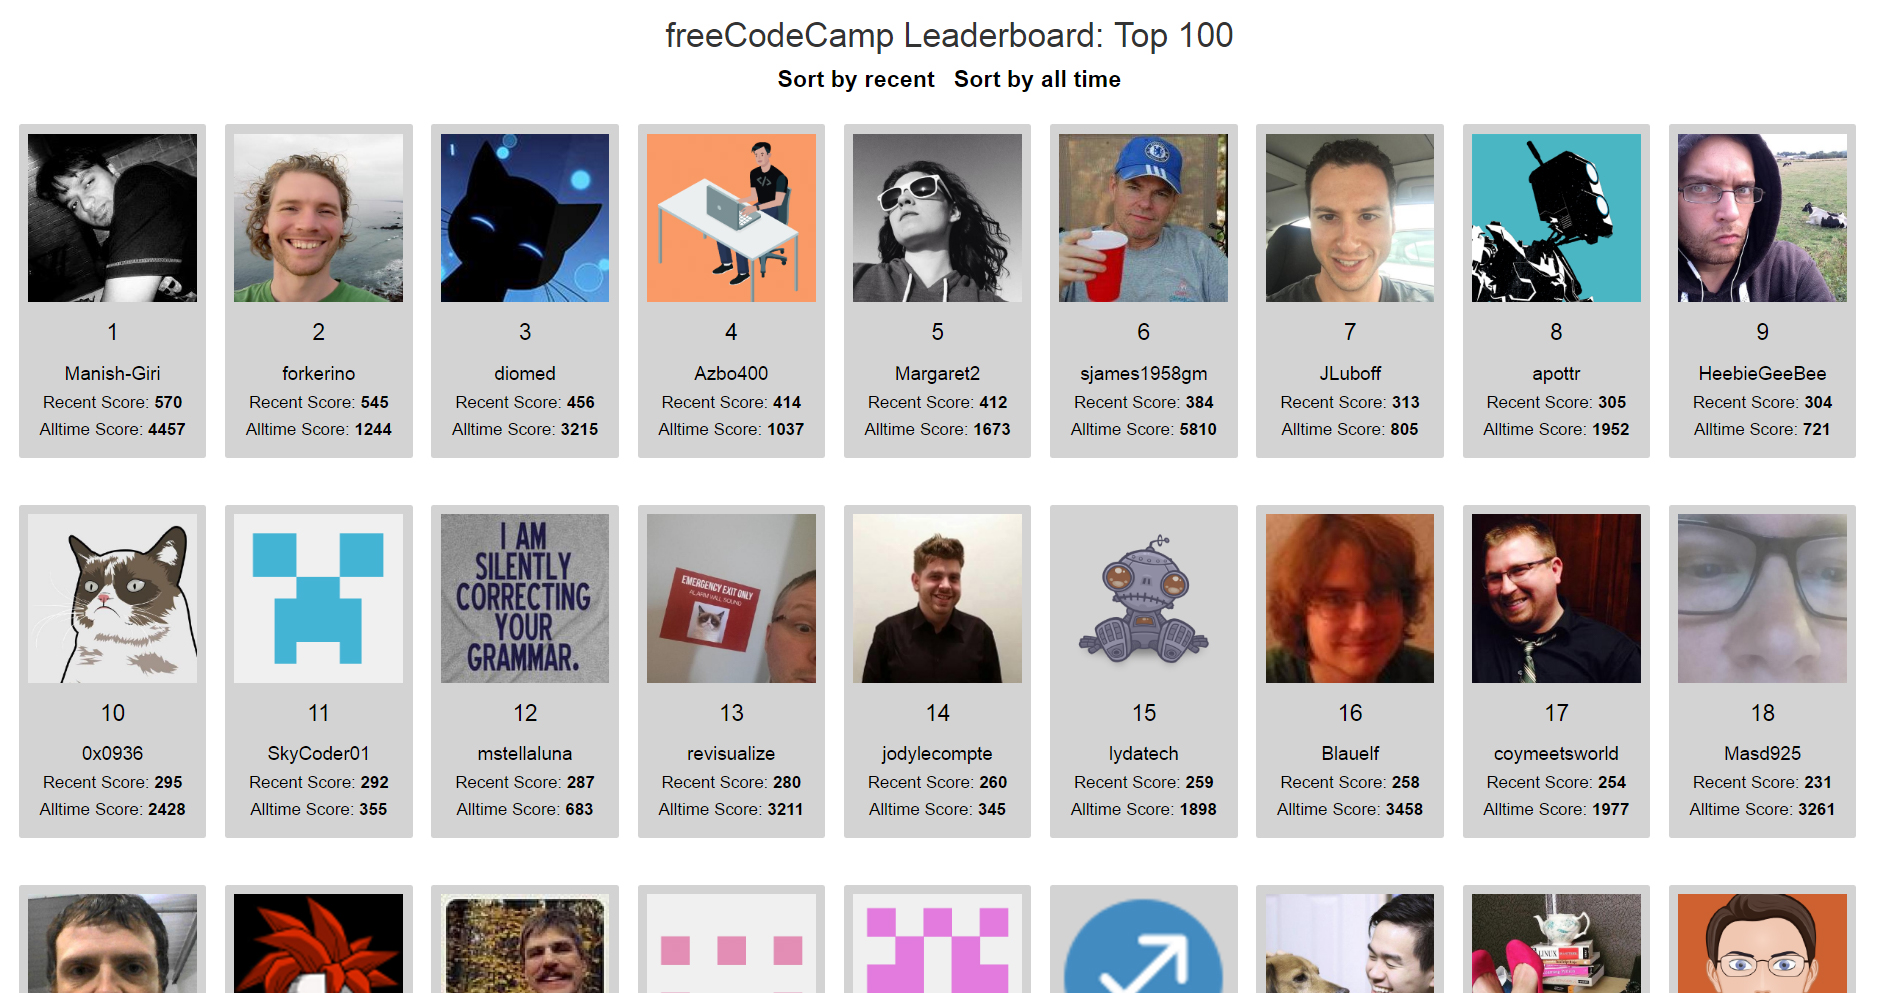 freeCodeCamp Leaderboard: Top 100
Sort by recent Sort by all time
1
Manish-Giri
Recent Score: 570
Alltime Score: 4457
2
forkerino
Recent Score: 545
Alltime Score: 1244
3
diomed
Recent Score: 456
Alltime Score: 3215
4
Azbo400
Recent Score: 414
Alltime Score: 1037
5
Margaret2
Recent Score: 412
Alltime Score: 1673
6
sjames1958gm
Recent Score: 384
Alltime Score: 5810
7
JLuboff
Recent Score: 313
Alltime Score: 805
8
apottr
Recent Score: 305
Alltime Score: 1952
9
HeebieGeeBee
Recent Score: 304
Alltime Score: 721
10
0x0936
Recent Score: 295
Alltime Score: 2428
11
SkyCoder01
Recent Score: 292
Alltime Score: 355
I AM
SILENTLY
CORRECTING
YOUR
GRAMMAR.
12
mstellaluna
Recent Score: 287
Alltime Score: 683
EMERGENCY EXIT ONLY
ALARM WILL SOUND
13
revisualize
Recent Score: 280
Alltime Score: 3211
14
jodylecompte
Recent Score: 260
Alltime Score: 345
15
lydatech
Recent Score: 259
Alltime Score: 1898
16
Blauelf
Recent Score: 258
Alltime Score: 3458
17
coymeetsworld
Recent Score: 254
Alltime Score: 1977
18
Masd925
Recent Score: 231
Alltime Score: 3261
LINUX